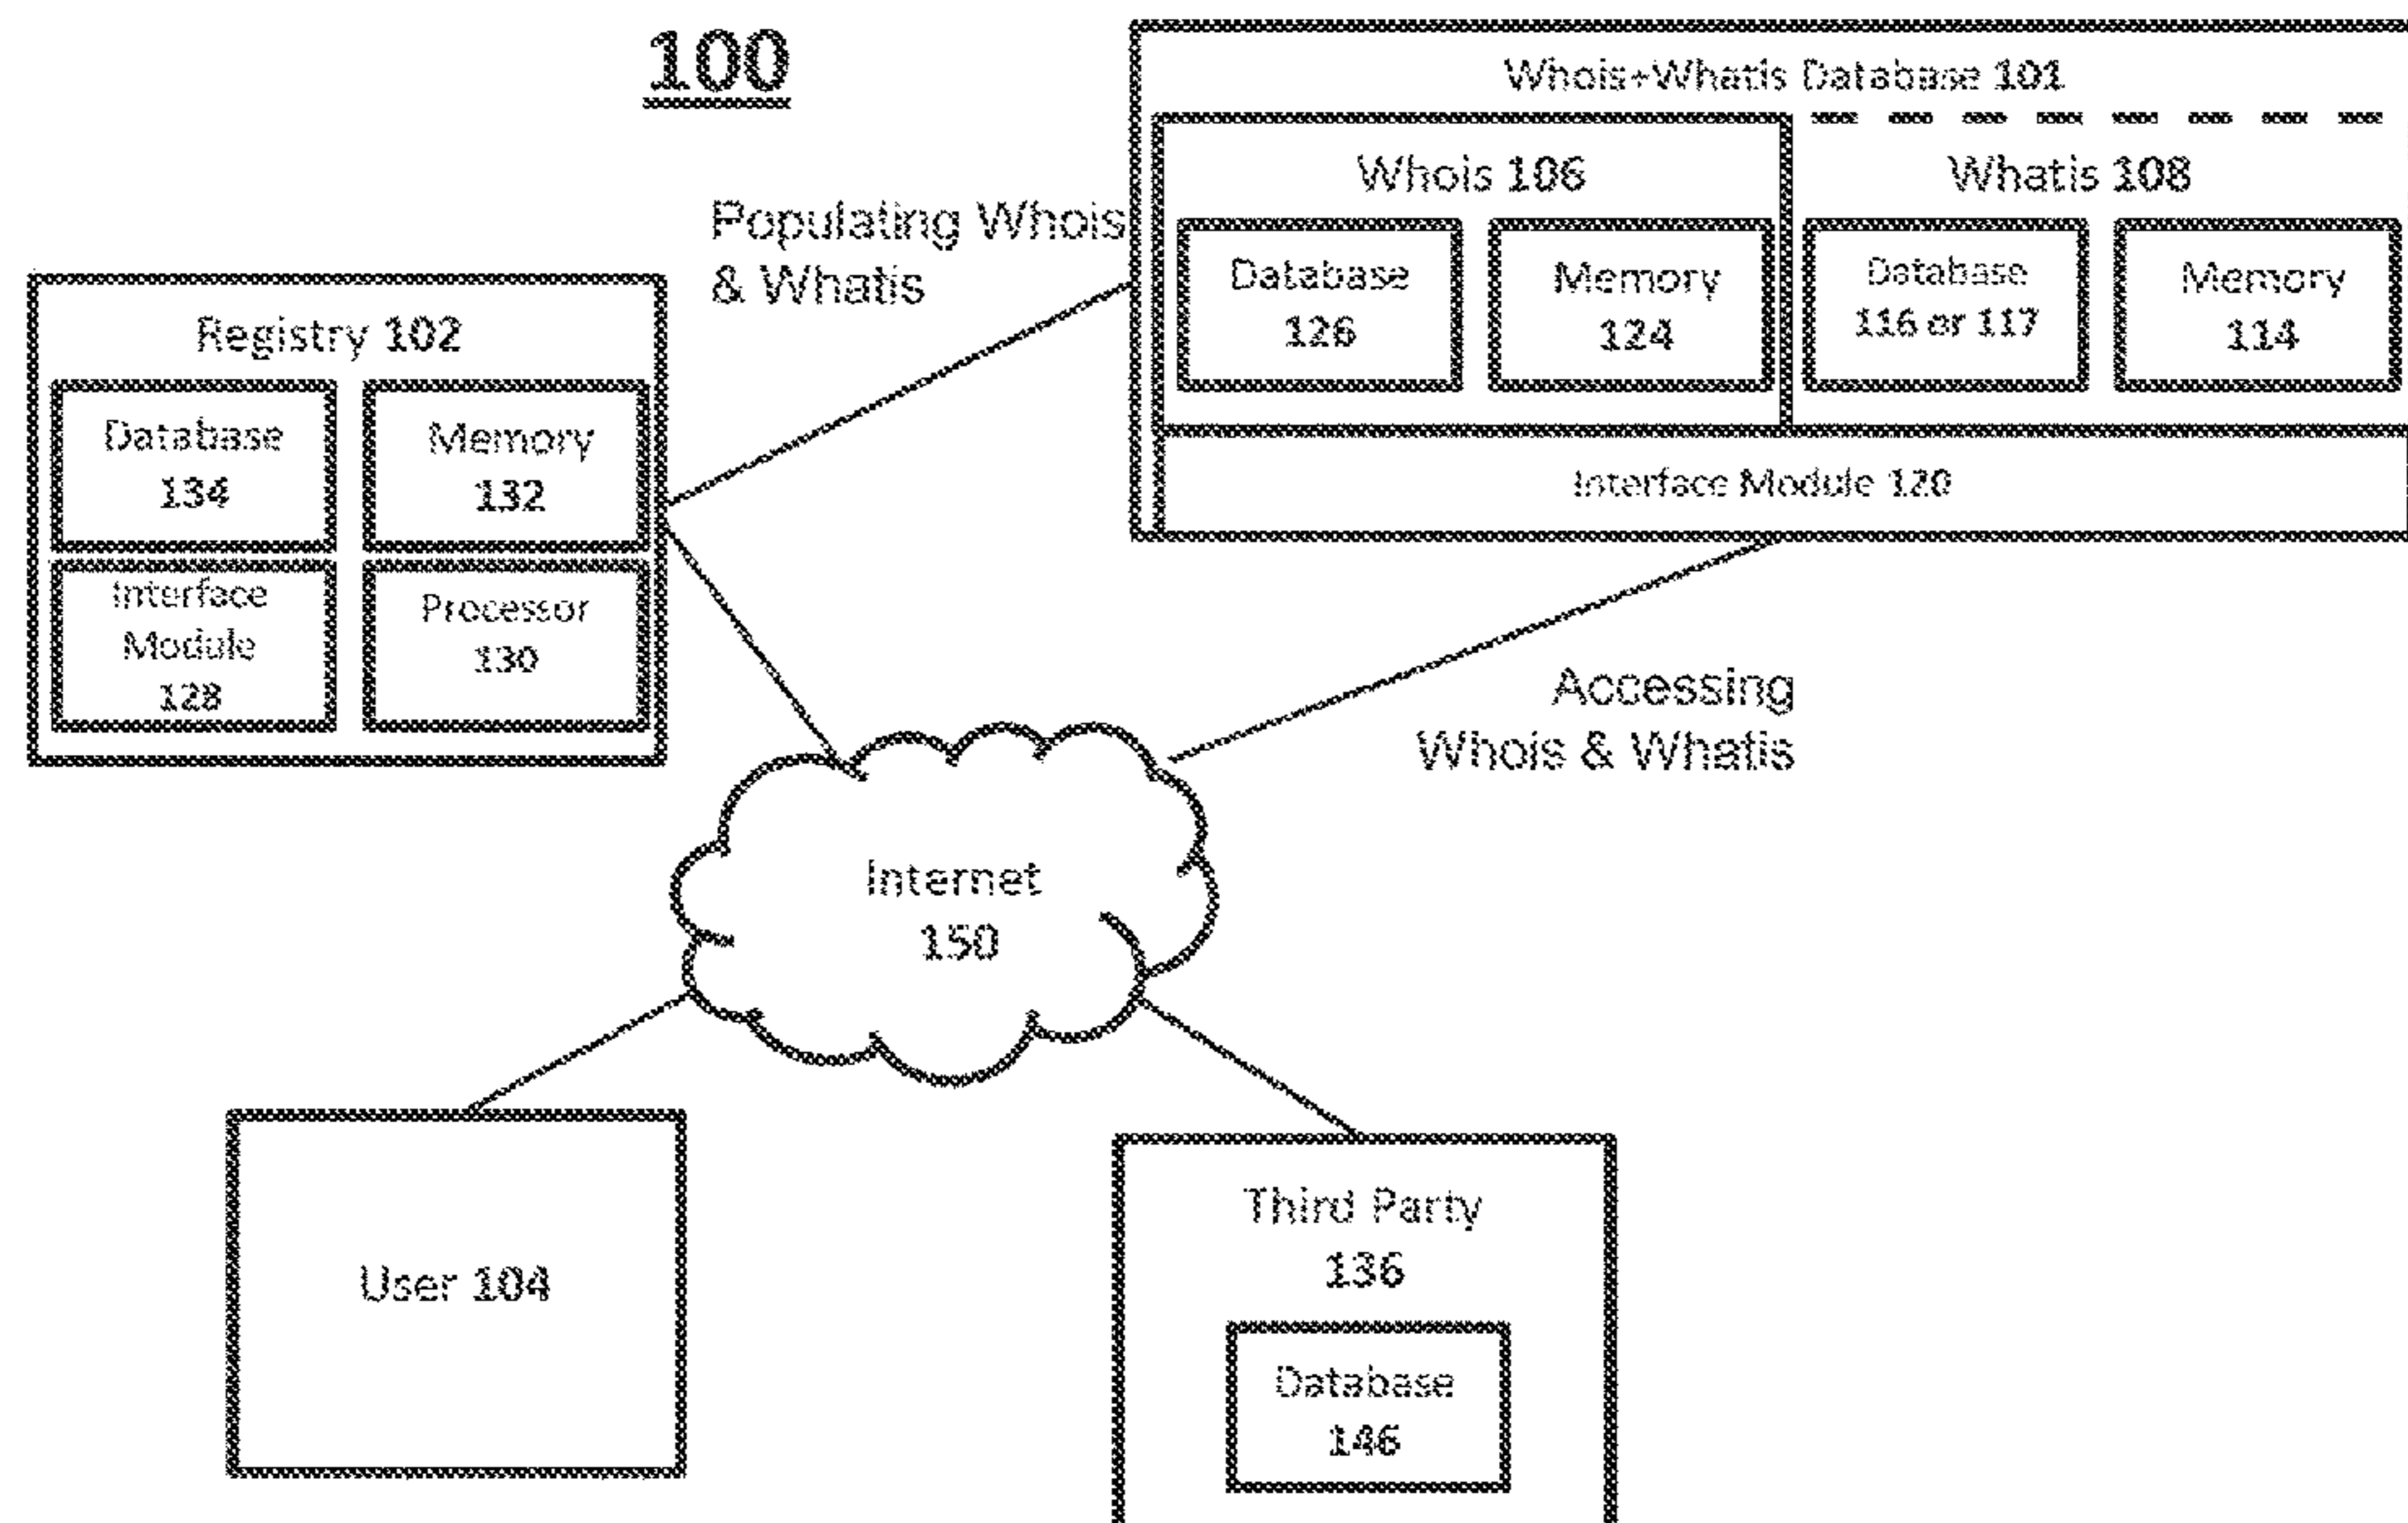 100
Whois+Whatis Database 101
Whois 106
Whatis 108
Database
126
Memory
124
Database
116 or 117
Memory
114
Interface Module 120
Populating Whois
& Whatis
Registry 102
Database
134
Memory
132
Interface
Module
128
Processor
130
Accessing
Whois & Whatis
Internet
150
User 104
Third Party
136
Database
146